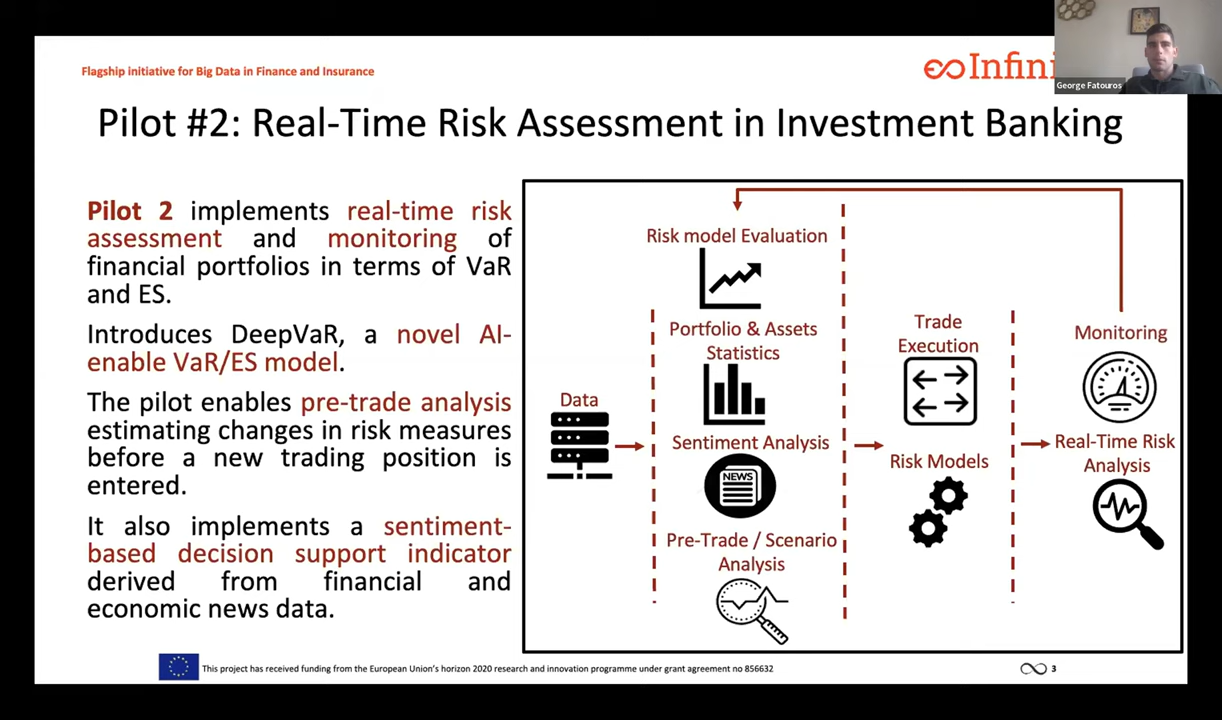 Flagship initiative for Big Data in Finance and Insurance
Infini
George Fatouros
Pilot #2: Real-Time Risk Assessment in Investment Banking
Pilot 2 implements real-time risk
assessment and monitoring of
financial portfolios in terms of VaR
and ES.
Introduces DeepVaR, a novel AI-
enable VaR/ES model.
The pilot enables pre-trade analysis
estimating changes in risk measures
before a new trading position is
entered.
It also implements a sentiment-
based decision support indicator
derived from financial and
economic news data.
Data
Risk model Evaluation
Portfolio & Assets
Statistics
Sentiment Analysis
NEWS
Pre-Trade / Scenario
Analysis
Trade
Execution
Risk Models
Monitoring
Real-Time Risk
Analysis
This project has received funding from the European Union's horizon 2020 research and innovation programme under grant agreement no 856632
3